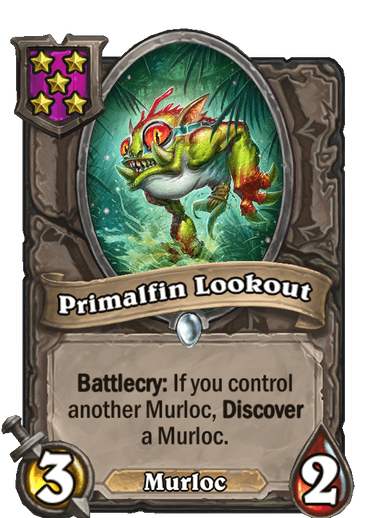 Primalfin Lookout
Battlecry: If you control
another Murloc, Discover
a Murloc.
3
Murloc
2